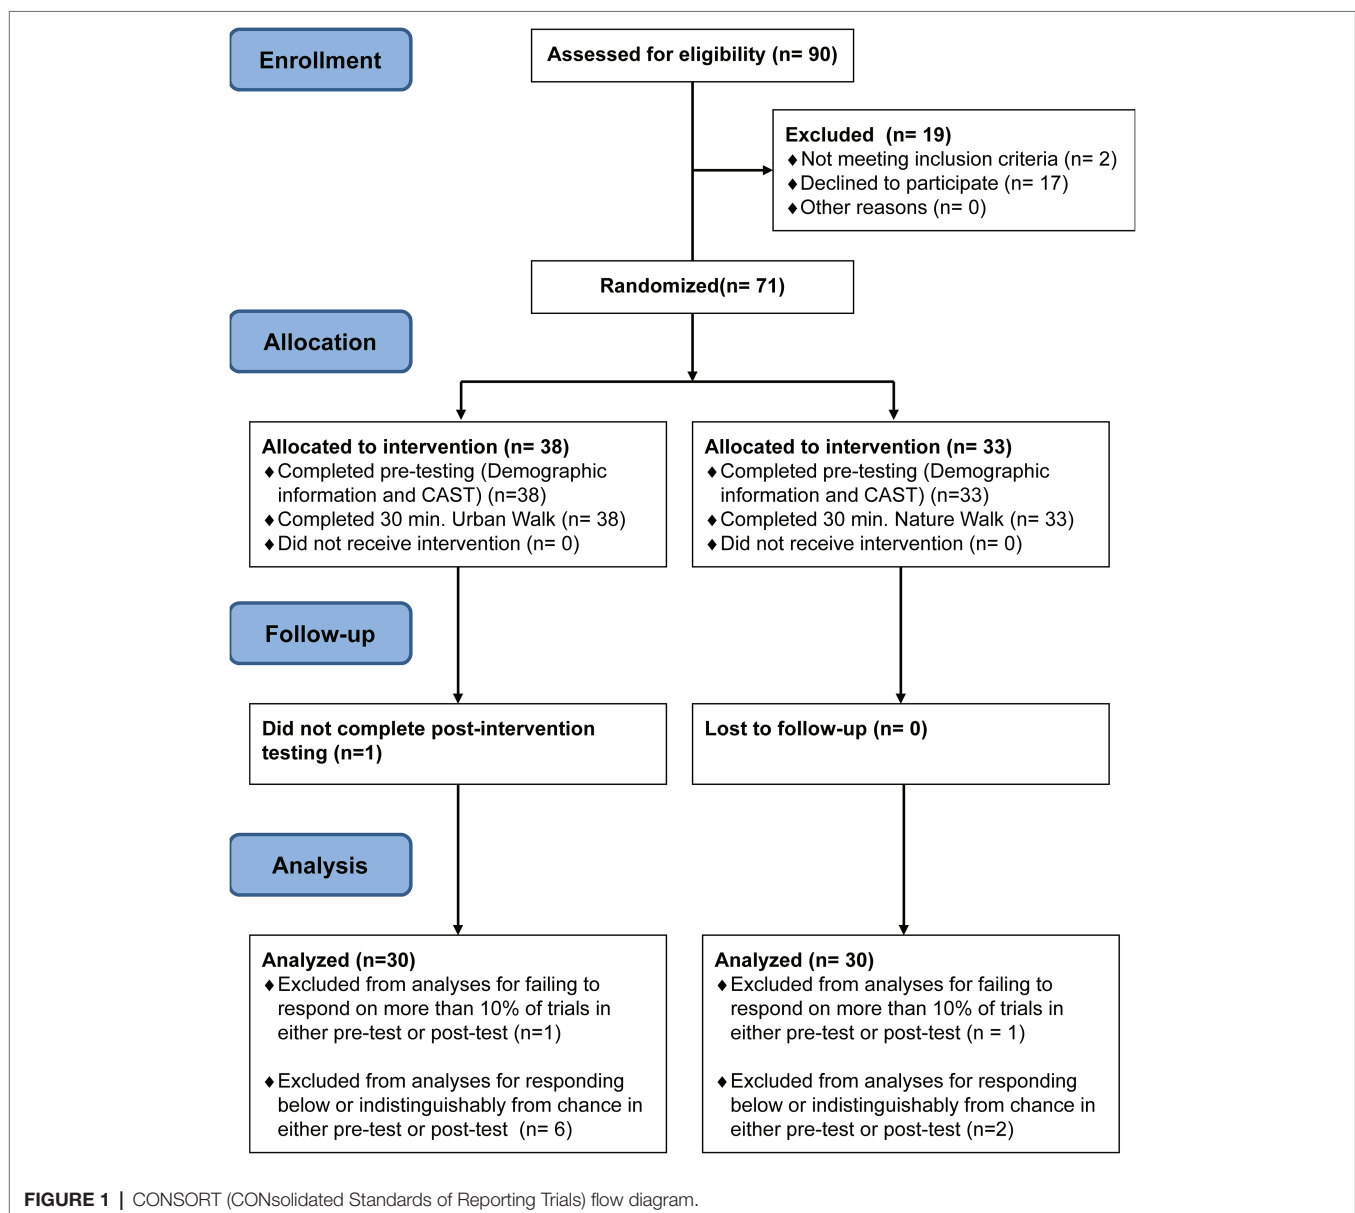 Enrollment
Assessed for eligibility (n= 90)
Excluded  (n= 19)
♦Not meeting inclusion criteria (n= 2)
♦Declined to participate (n= 17)
♦Other reasons (n= 0)
Randomized(n= 71)
Allocation
Allocated to intervention (n= 38)
♦Completed pre-testing (Demographic
information and CAST) (n=38)
♦Completed 30 min. Urban Walk (n= 38)
♦Did not receive intervention (n= 0)
Allocated to intervention (n= 33)
♦Completed pre-testing (Demographic
information and CAST) (n=33)
♦Completed 30 min. Nature Walk (n= 33)
♦Did not receive intervention (n= 0)
Follow-up
Did not complete post-intervention
testing (n=1)
Lost to follow-up (n= 0)
Analysis
Analyzed (n=30)
♦Excluded from analyses for failing to
respond on more than 10% of trials in
either pre-test or post-test (n=1)
♦Excluded from analyses for responding
below or indistinguishably from chance in
either pre-test or post-test  (n= 6)
Analyzed (n= 30)
♦Excluded from analyses for failing to
respond on more than 10% of trials in
either pre-test or post-test (n = 1)
♦Excluded from analyses for responding
below or indistinguishably from chance in
either pre-test or post-test (n=2)
FIGURE 1 | CONSORT (CONsolidated Standards of Reporting Trials) flow diagram.